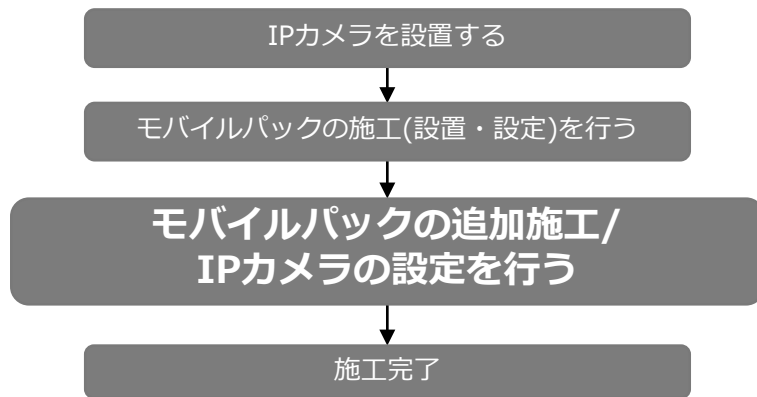 IPカメラを設置する
モバイルパックの施工(設置・設定)を行う
モバイルパックの追加施工/
IPカメラの設定を行う
施工完了